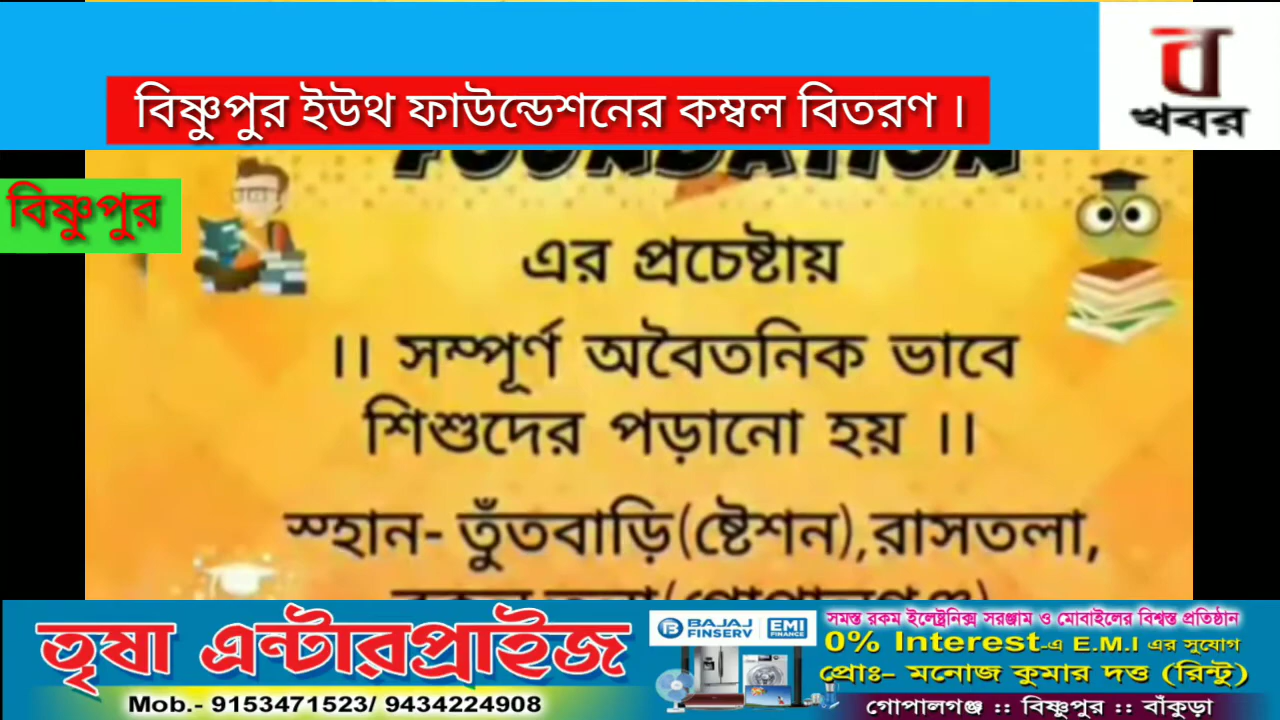 ব
খবর
বিষ্ণুপুর ইউথ ফাউন্ডেশনের কম্বল বিতরণ ।
বিষ্ণুপুর
FOUNDATION
এর প্রচেষ্টায়
।। সম্পূর্ণ অবৈতনিক ভাবে
শিশুদের পড়ানো হয় ।।
স্হান- তুঁতবাড়ি(ষ্টেশন),রাসতলা,
তৃষা এন্টারপ্রাইজ
Mob.- 9153471523/ 9434224908
BAJAJ FINSERV
EMI FINANCE
সমস্ত রকম ইলেক্ট্রনিক্স সরঞ্জাম ও মোবাইলের বিশ্বস্ত প্রতিষ্ঠান
0% Interest-এ E.M.I এর সুযোগ
প্রোঃ- মনোজ কুমার দত্ত (রিন্টু)
গোপালগঞ্জ :: বিষ্ণুপুর :: বাঁকুড়া